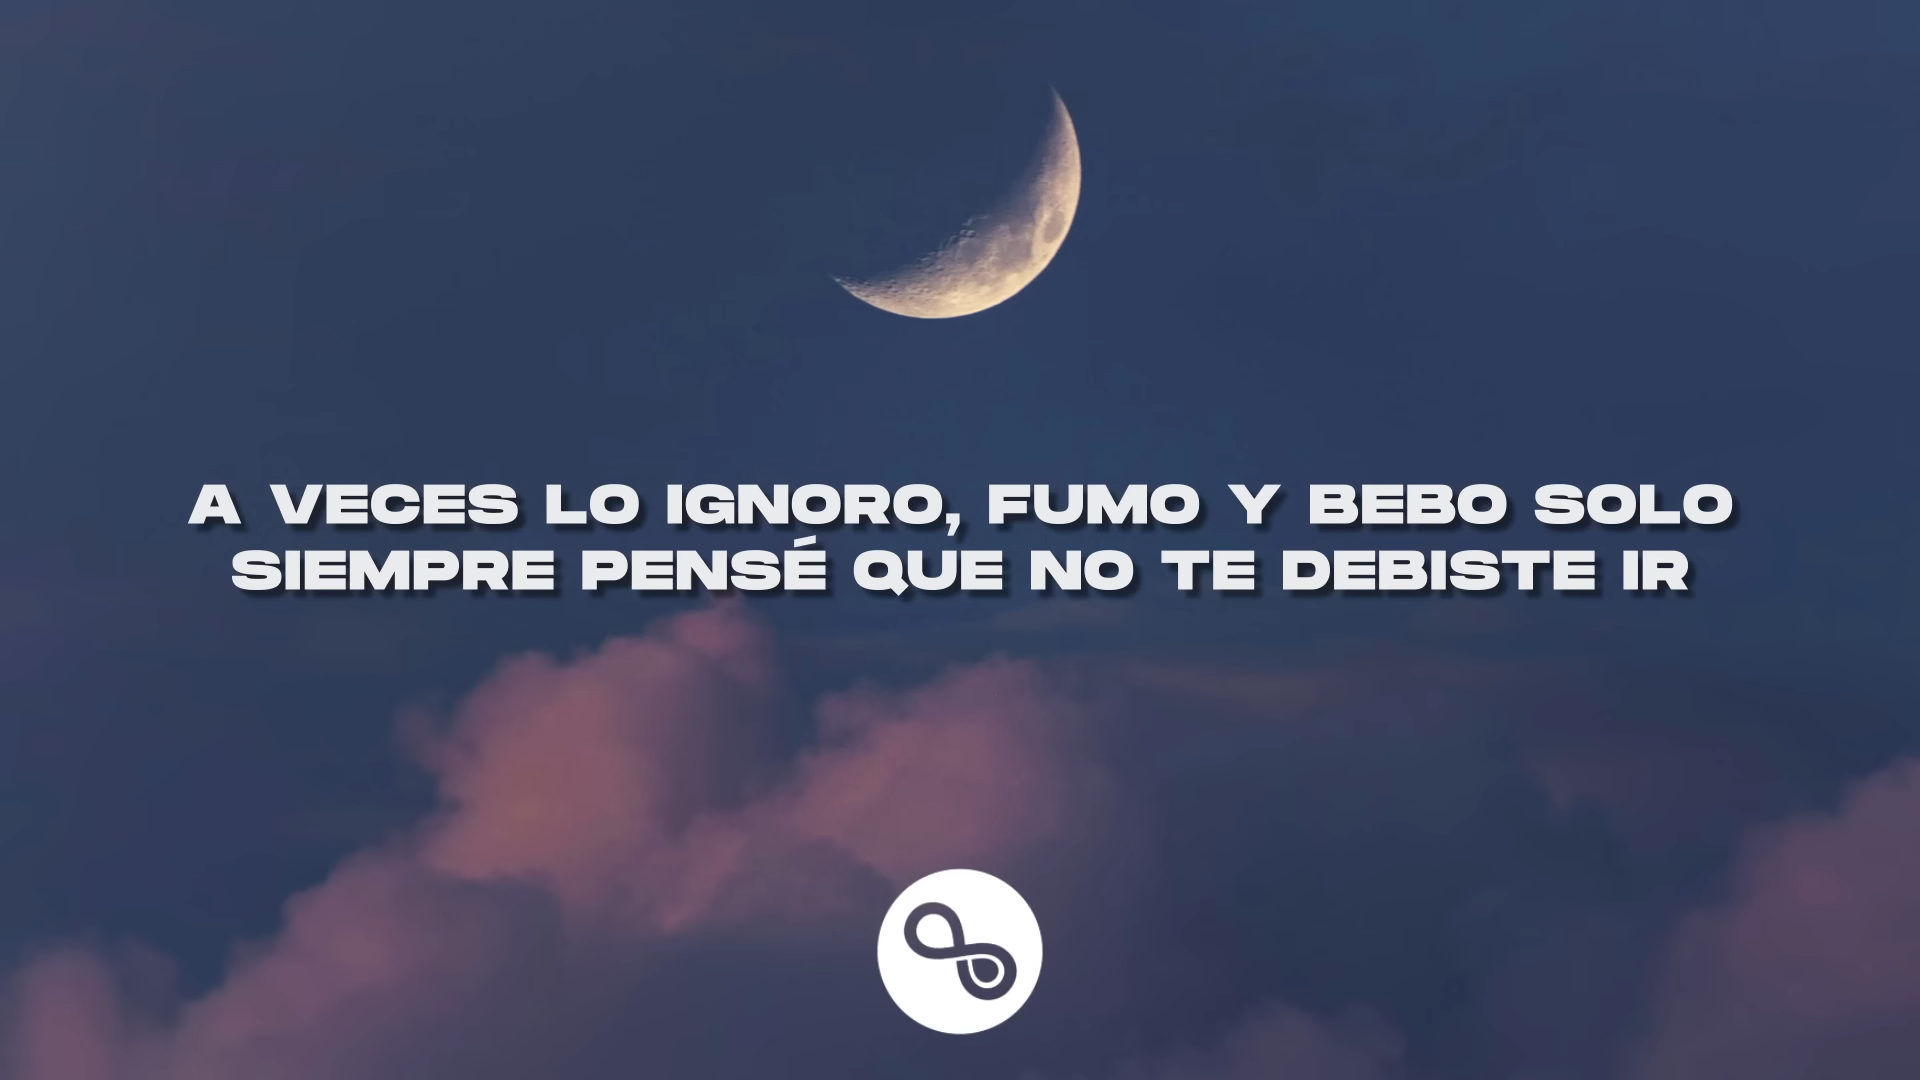 A VECES LO IGNORO, FUMO Y BEBO SOLO
SIEMPRE PENSÉ QUE NO TE DEBISTE IR